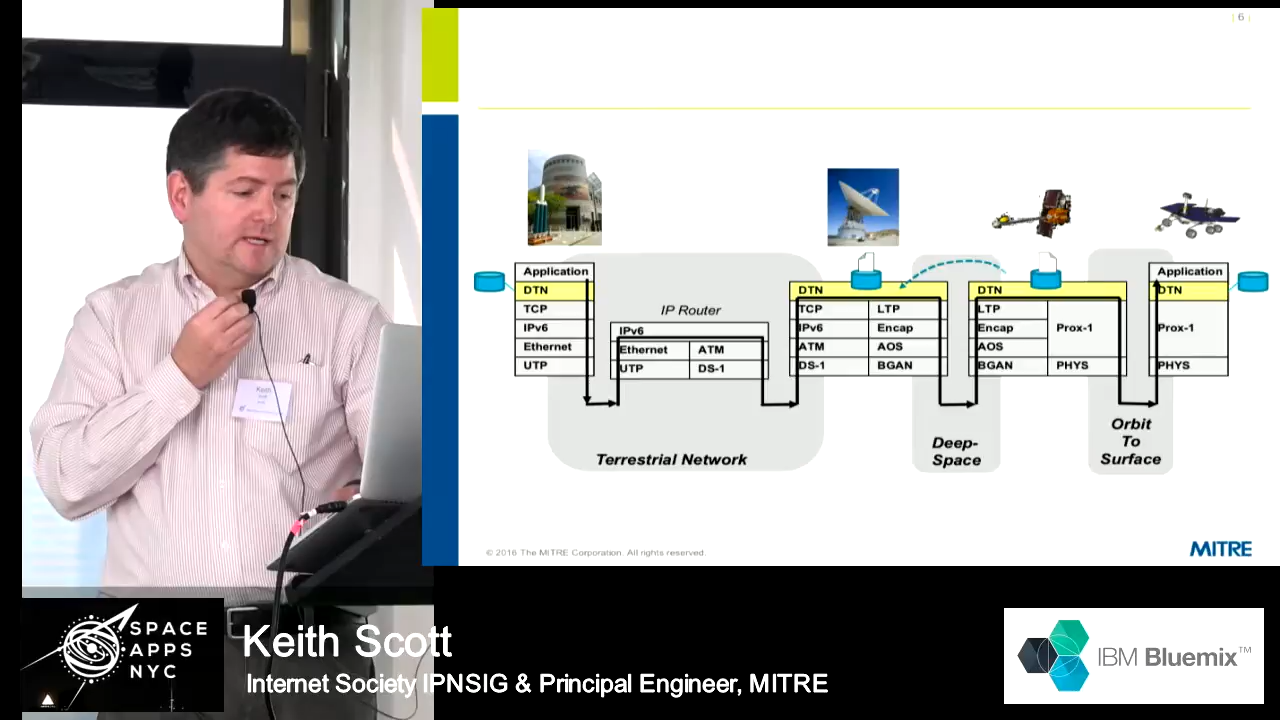 | 6 |
IP Router
Application
DTN
TCP
IPv6
Ethernet
UTP
IPv6
Ethernet ATM
UTP DS-1
DTN
TCP LTP
IPv6 Encap
ATM AOS
DS-1 BGAN
DTN
LTP
Encap Prox-1
AOS
BGAN PHYS
Application
DTN
Prox-1
PHYS
Terrestrial Network
Deep-
Space
Orbit
To
Surface
© 2016 The MITRE Corporation. All rights reserved.
MITRE
Keith
SPACE
APPS
NYC
Keith Scott
Internet Society IPNSIG & Principal Engineer, MITRE
IBM Bluemix™